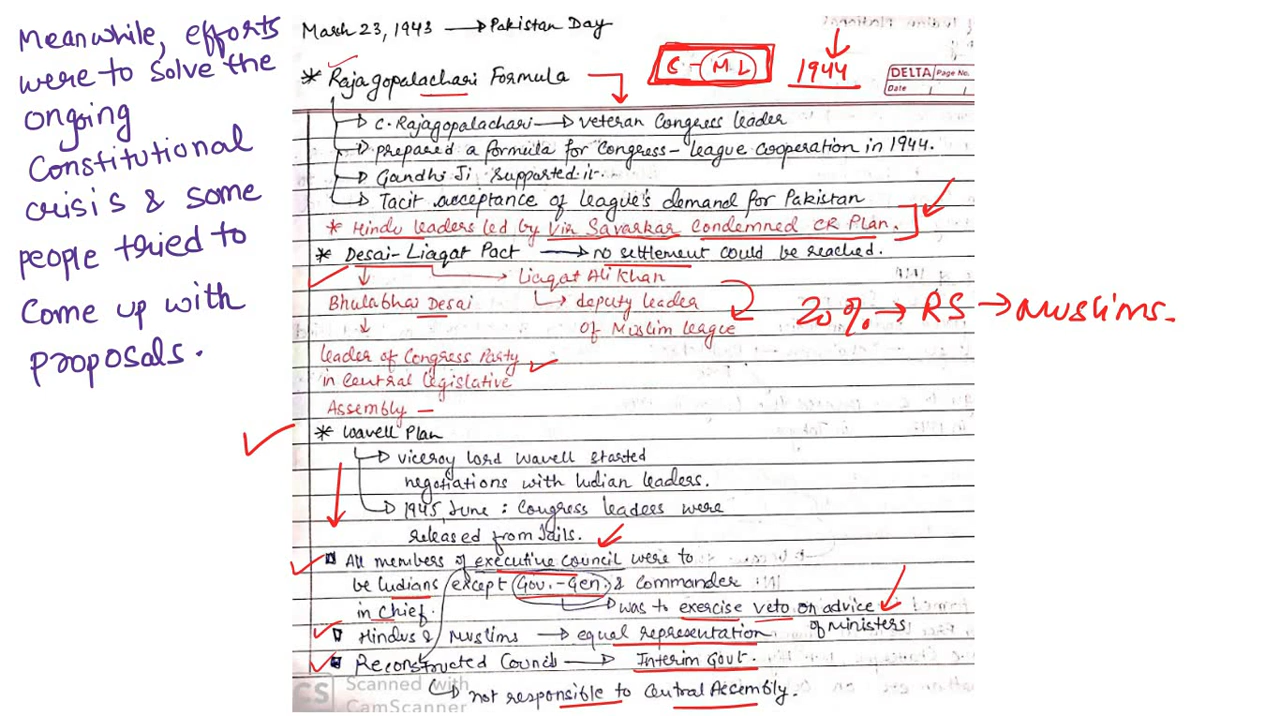 Meanwhile, efforts
were to solve the
ongoing
Constitutional
crisis & some
people tried to
Come up with
proposals.
March 23, 1943 → Pakistan Day
C - ML
1944
DELTA Page No.
Date
* Rajagopalachari Formula
→ C. Rajagopalachari → veteran Congress leader
→ prepared a formula for Congress - League cooperation in 1944.
→ Gandhi Ji supported it.
→ Tacit acceptance of league's demand for Pakistan
* Hindu leaders led by Vir Savarkar condemned CR Plan.
* Desai-Liaqat Pact → no settlement could be reached.
→ Liaqat Ali Khan
Bhulabhai Desai
→ deputy leader
of Muslim league
20% → RS → Muslims.
leader of Congress Party
in Central legislative
Assembly -
* Wavell Plan
→ viceroy lord Wavell started
negotiations with Indian leaders.
→ 1945, June : Congress leaders were
released from Jails.
All members of executive council were to
be Indians except Gov.-Gen. & Commander
in Chief.
→ was to exercise veto on advice
of ministers
Hindus & Muslims → equal representation
Reconstructed Council → Interim Govt.
→ not responsible to Central Assembly.
CS Scanned with
CamScanner